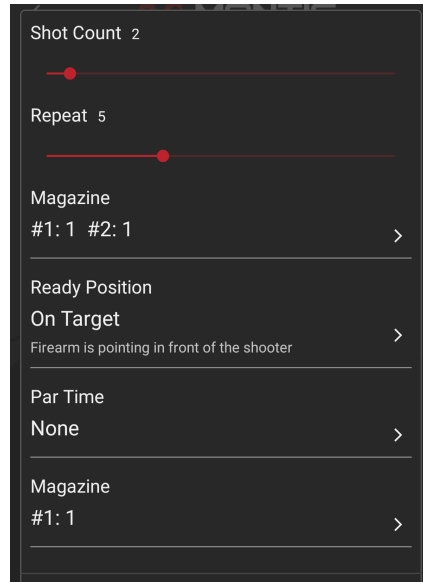 Shot Count 2
Repeat 5
Magazine
#1: 1 #2: 1
Ready Position
On Target
Firearm is pointing in front of the shooter
Par Time
None
Magazine
#1: 1